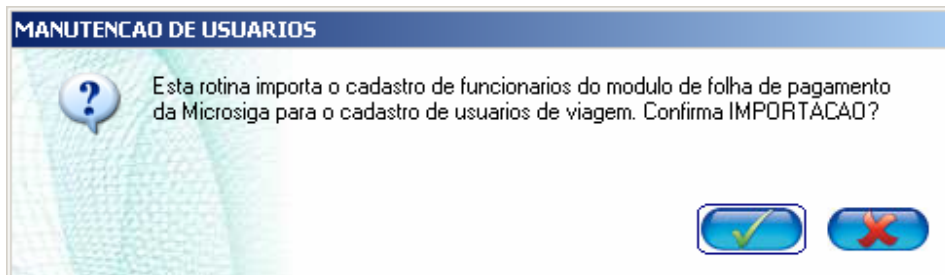 MANUTENCAO DE USUARIOS
Esta rotina importa o cadastro de funcionarios do modulo de folha de pagamento
da Microsiga para o cadastro de usuarios de viagem. Confirma IMPORTACAO?